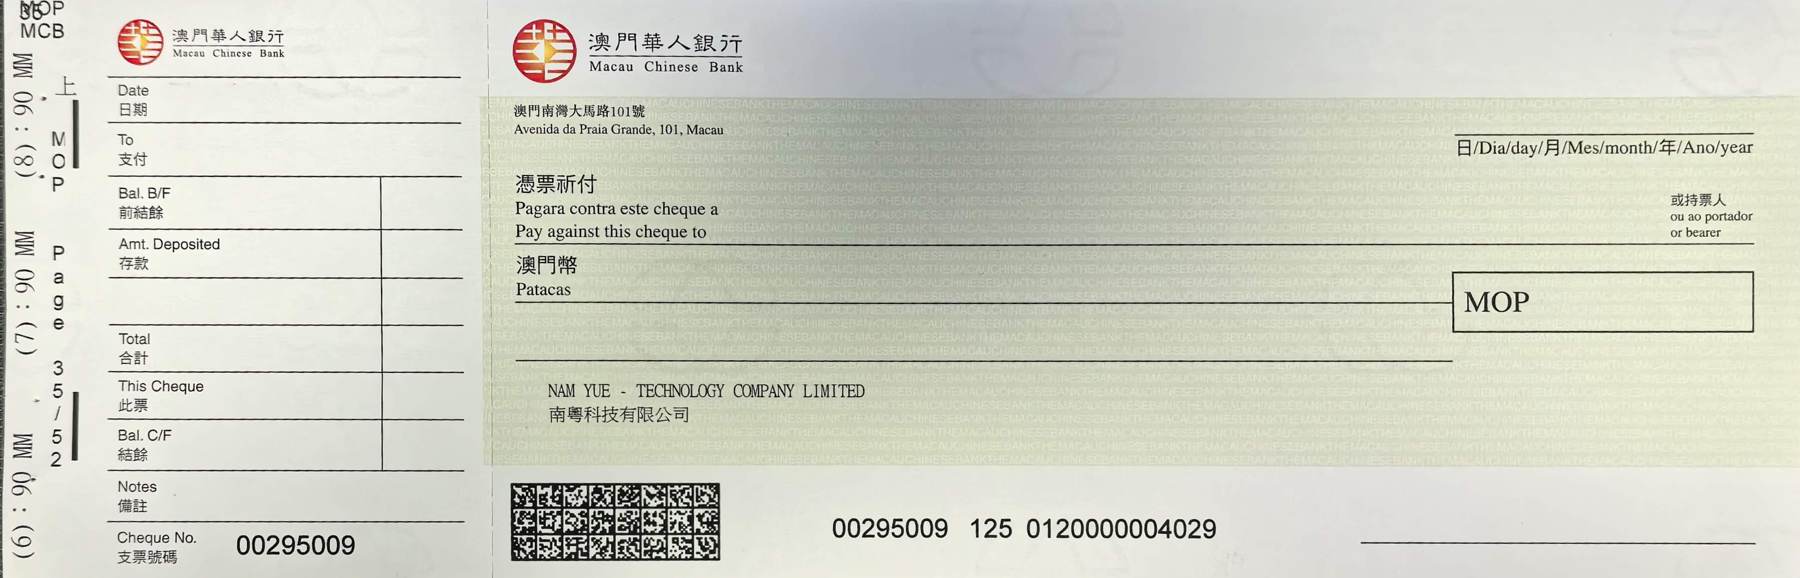 35
MOP
MCB
(6):90 MM (7):90 MM (8):90 MM
上
MOP Page 35/52
澳門華人銀行
Macau Chinese Bank
Date
日期
To
支付
Bal. B/F
前結餘
Amt. Deposited
存款
Total
合計
This Cheque
此票
Bal. C/F
結餘
Notes
備註
Cheque No.
支票號碼
00295009
澳門華人銀行
Macau Chinese Bank
澳門南灣大馬路101號
Avenida da Praia Grande, 101, Macau
日/Dia/day/月/Mes/month/年/Ano/year
憑票祈付
Pagara contra este cheque a
Pay against this cheque to
或持票人
ou ao portador
or bearer
澳門幣
Patacas
MOP
NAM YUE - TECHNOLOGY COMPANY LIMITED
南粵科技有限公司
00295009 125 0120000004029